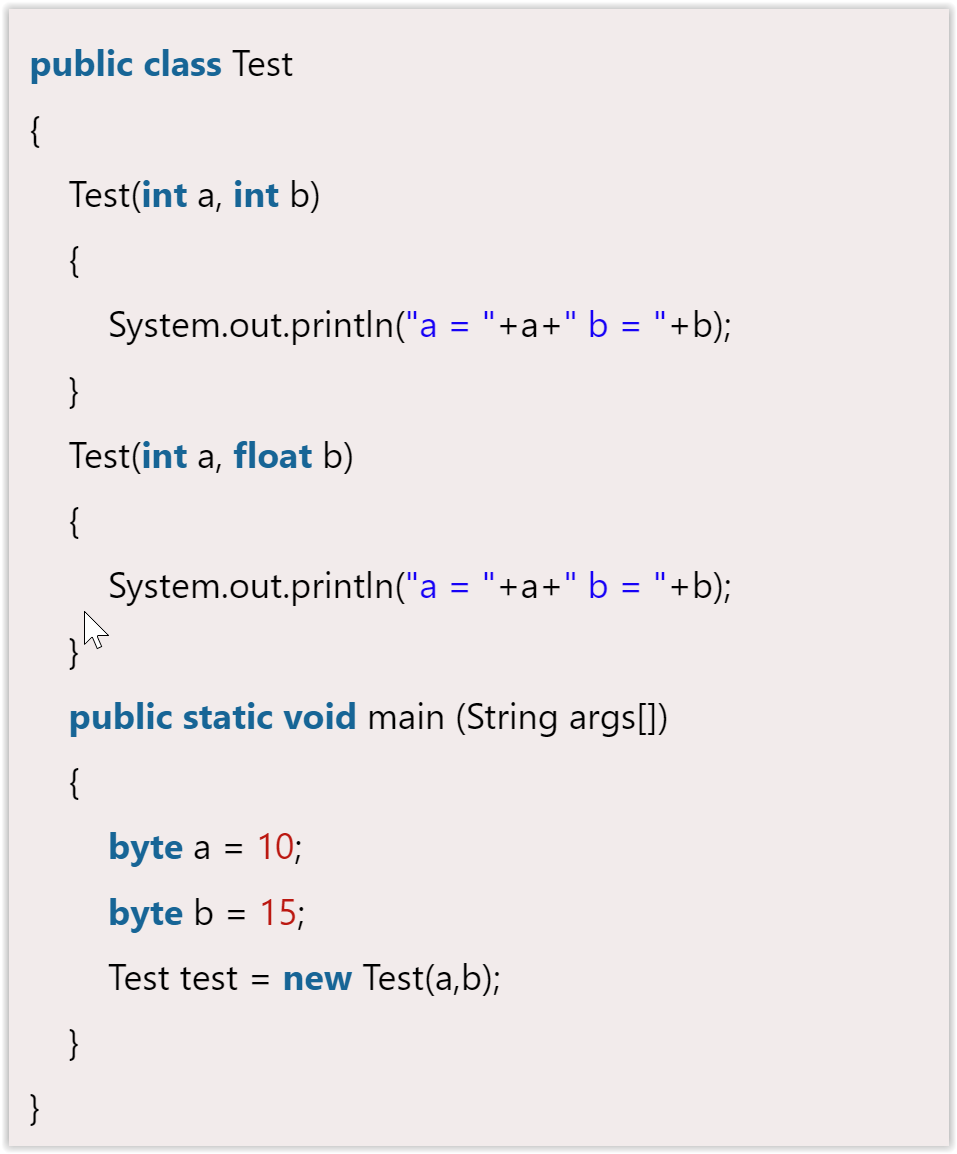 public class Test
{
Test(int a, int b)
{
System.out.println("a = "+a+" b = "+b);
}
Test(int a, float b)
{
System.out.println("a = "+a+" b = "+b);
}
public static void main (String args[])
{
byte a = 10;
byte b = 15;
Test test = new Test(a,b);
}
}